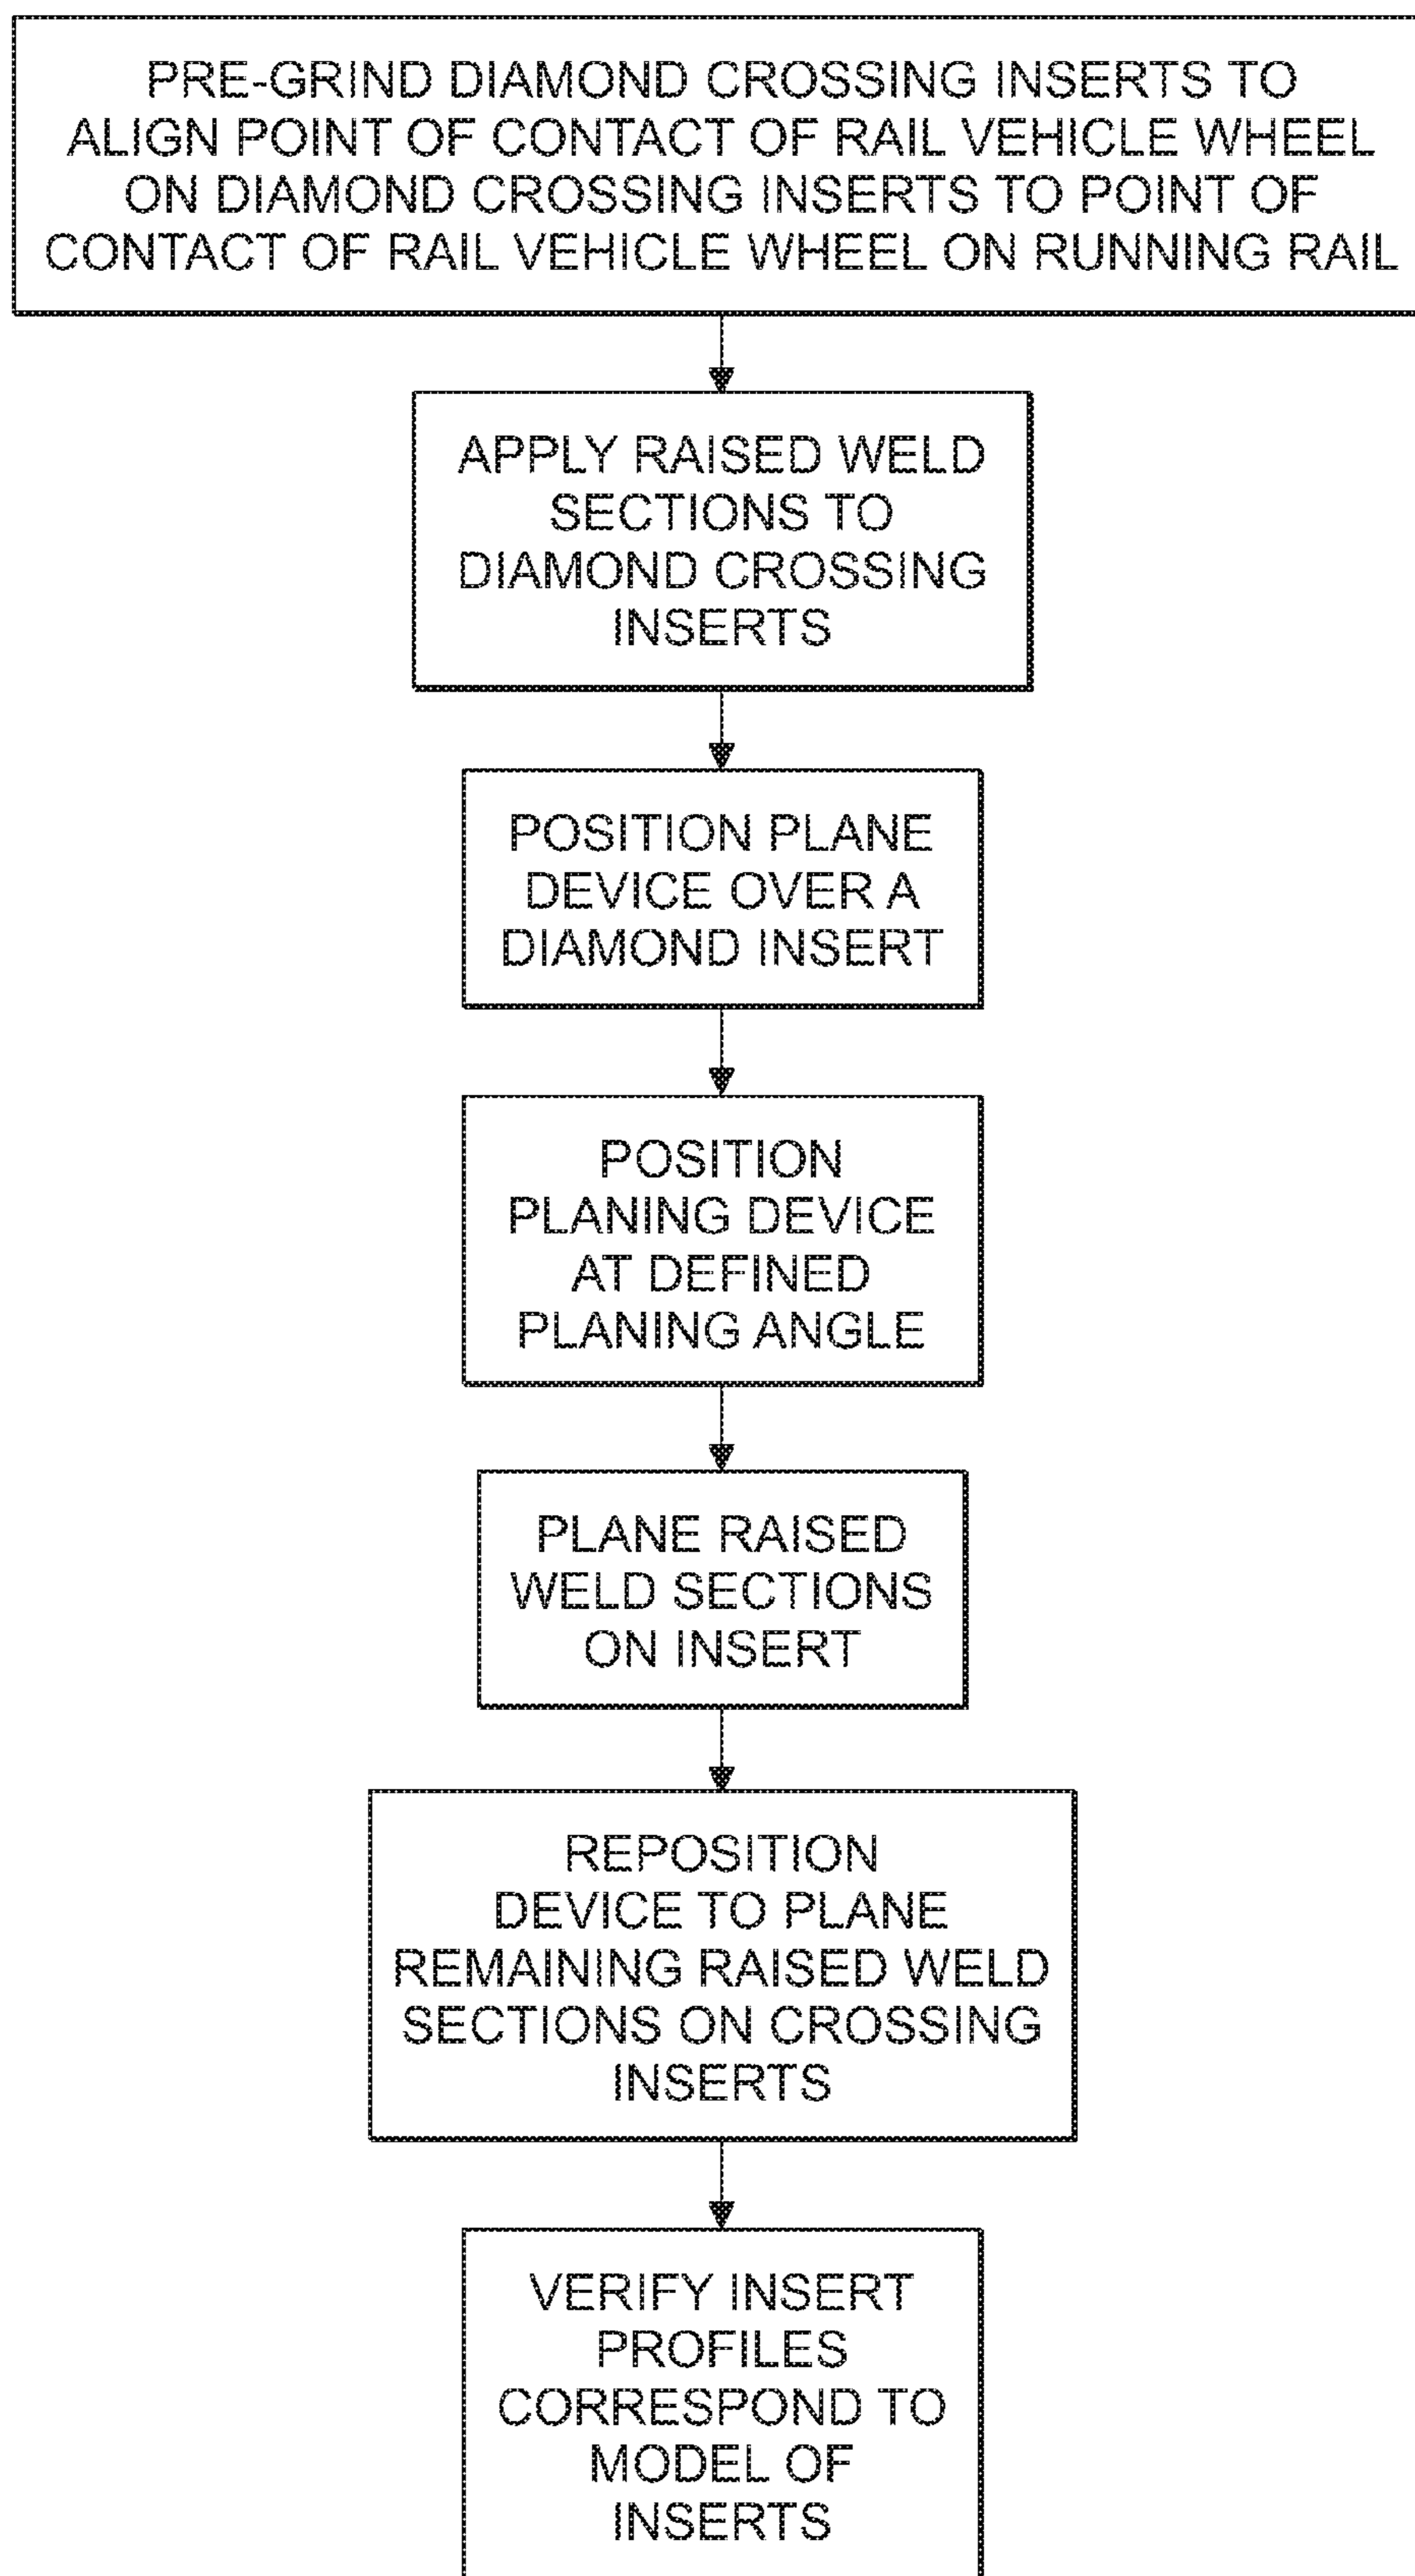 PRE-GRIND DIAMOND CROSSING INSERTS TO
ALIGN POINT OF CONTACT OF RAIL VEHICLE WHEEL
ON DIAMOND CROSSING INSERTS TO POINT OF
CONTACT OF RAIL VEHICLE WHEEL ON RUNNING RAIL
APPLY RAISED WELD
SECTIONS TO
DIAMOND CROSSING
INSERTS
POSITION PLANE
DEVICE OVER A
DIAMOND INSERT
POSITION
PLANING DEVICE
AT DEFINED
PLANING ANGLE
PLANE RAISED
WELD SECTIONS
ON INSERT
REPOSITION
DEVICE TO PLANE
REMAINING RAISED WELD
SECTIONS ON CROSSING
INSERTS
VERIFY INSERT
PROFILES
CORRESPOND TO
MODEL OF
INSERTS